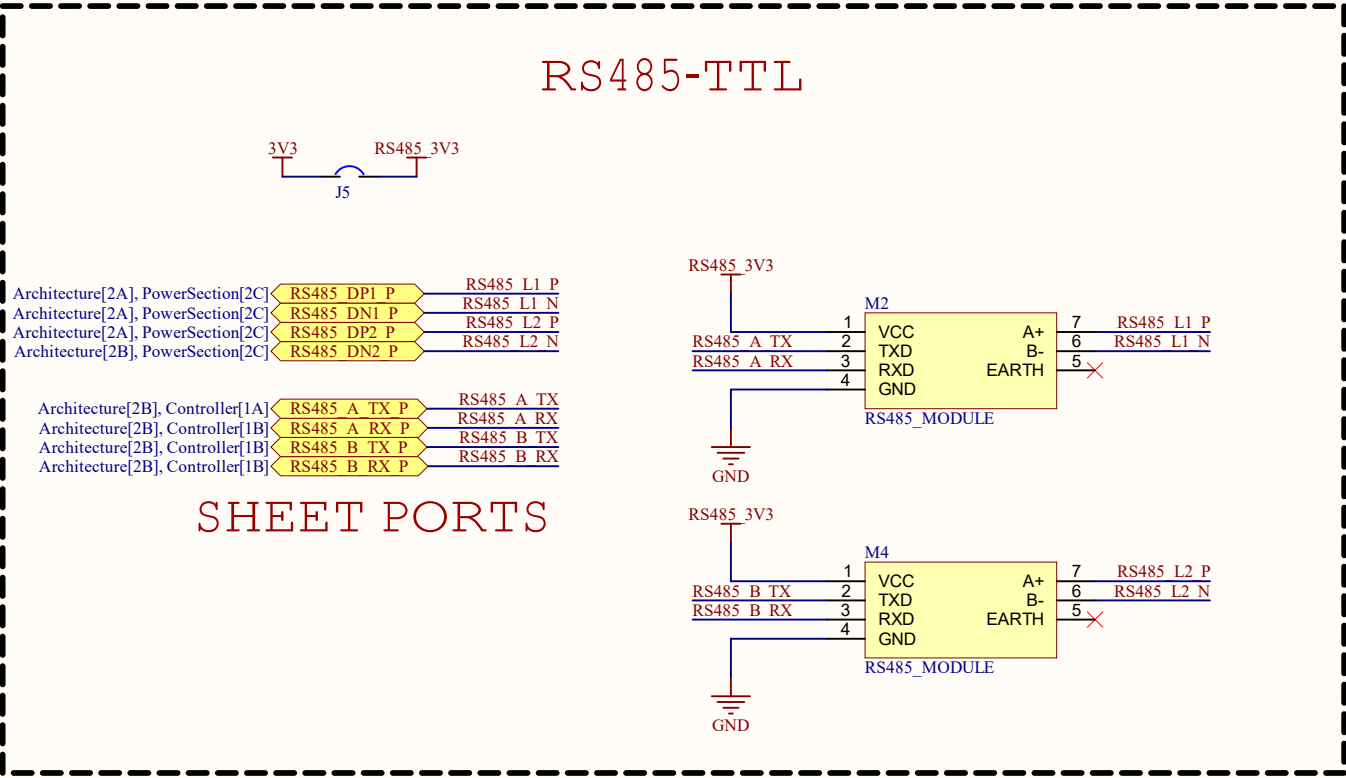 RS485-TTL
3V3
RS485_3V3
J5
Architecture[2A], PowerSection[2C] RS485_DP1_P RS485_L1_P
Architecture[2A], PowerSection[2C] RS485_DN1_P RS485_L1_N
Architecture[2A], PowerSection[2C] RS485_DP2_P RS485_L2_P
Architecture[2B], PowerSection[2C] RS485_DN2_P RS485_L2_N
Architecture[2B], Controller[1A] RS485_A_TX_P RS485_A_TX
Architecture[2B], Controller[1B] RS485_A_RX_P RS485_A_RX
Architecture[2B], Controller[1B] RS485_B_TX_P RS485_B_TX
Architecture[2B], Controller[1B] RS485_B_RX_P RS485_B_RX
SHEET PORTS
RS485_3V3
M2
1 VCC A+ 7 RS485_L1_P
RS485_A_TX 2 TXD B- 6 RS485_L1_N
RS485_A_RX 3 RXD EARTH 5
4 GND
RS485_MODULE
GND
RS485_3V3
M4
1 VCC A+ 7 RS485_L2_P
RS485_B_TX 2 TXD B- 6 RS485_L2_N
RS485_B_RX 3 RXD EARTH 5
4 GND
RS485_MODULE
GND